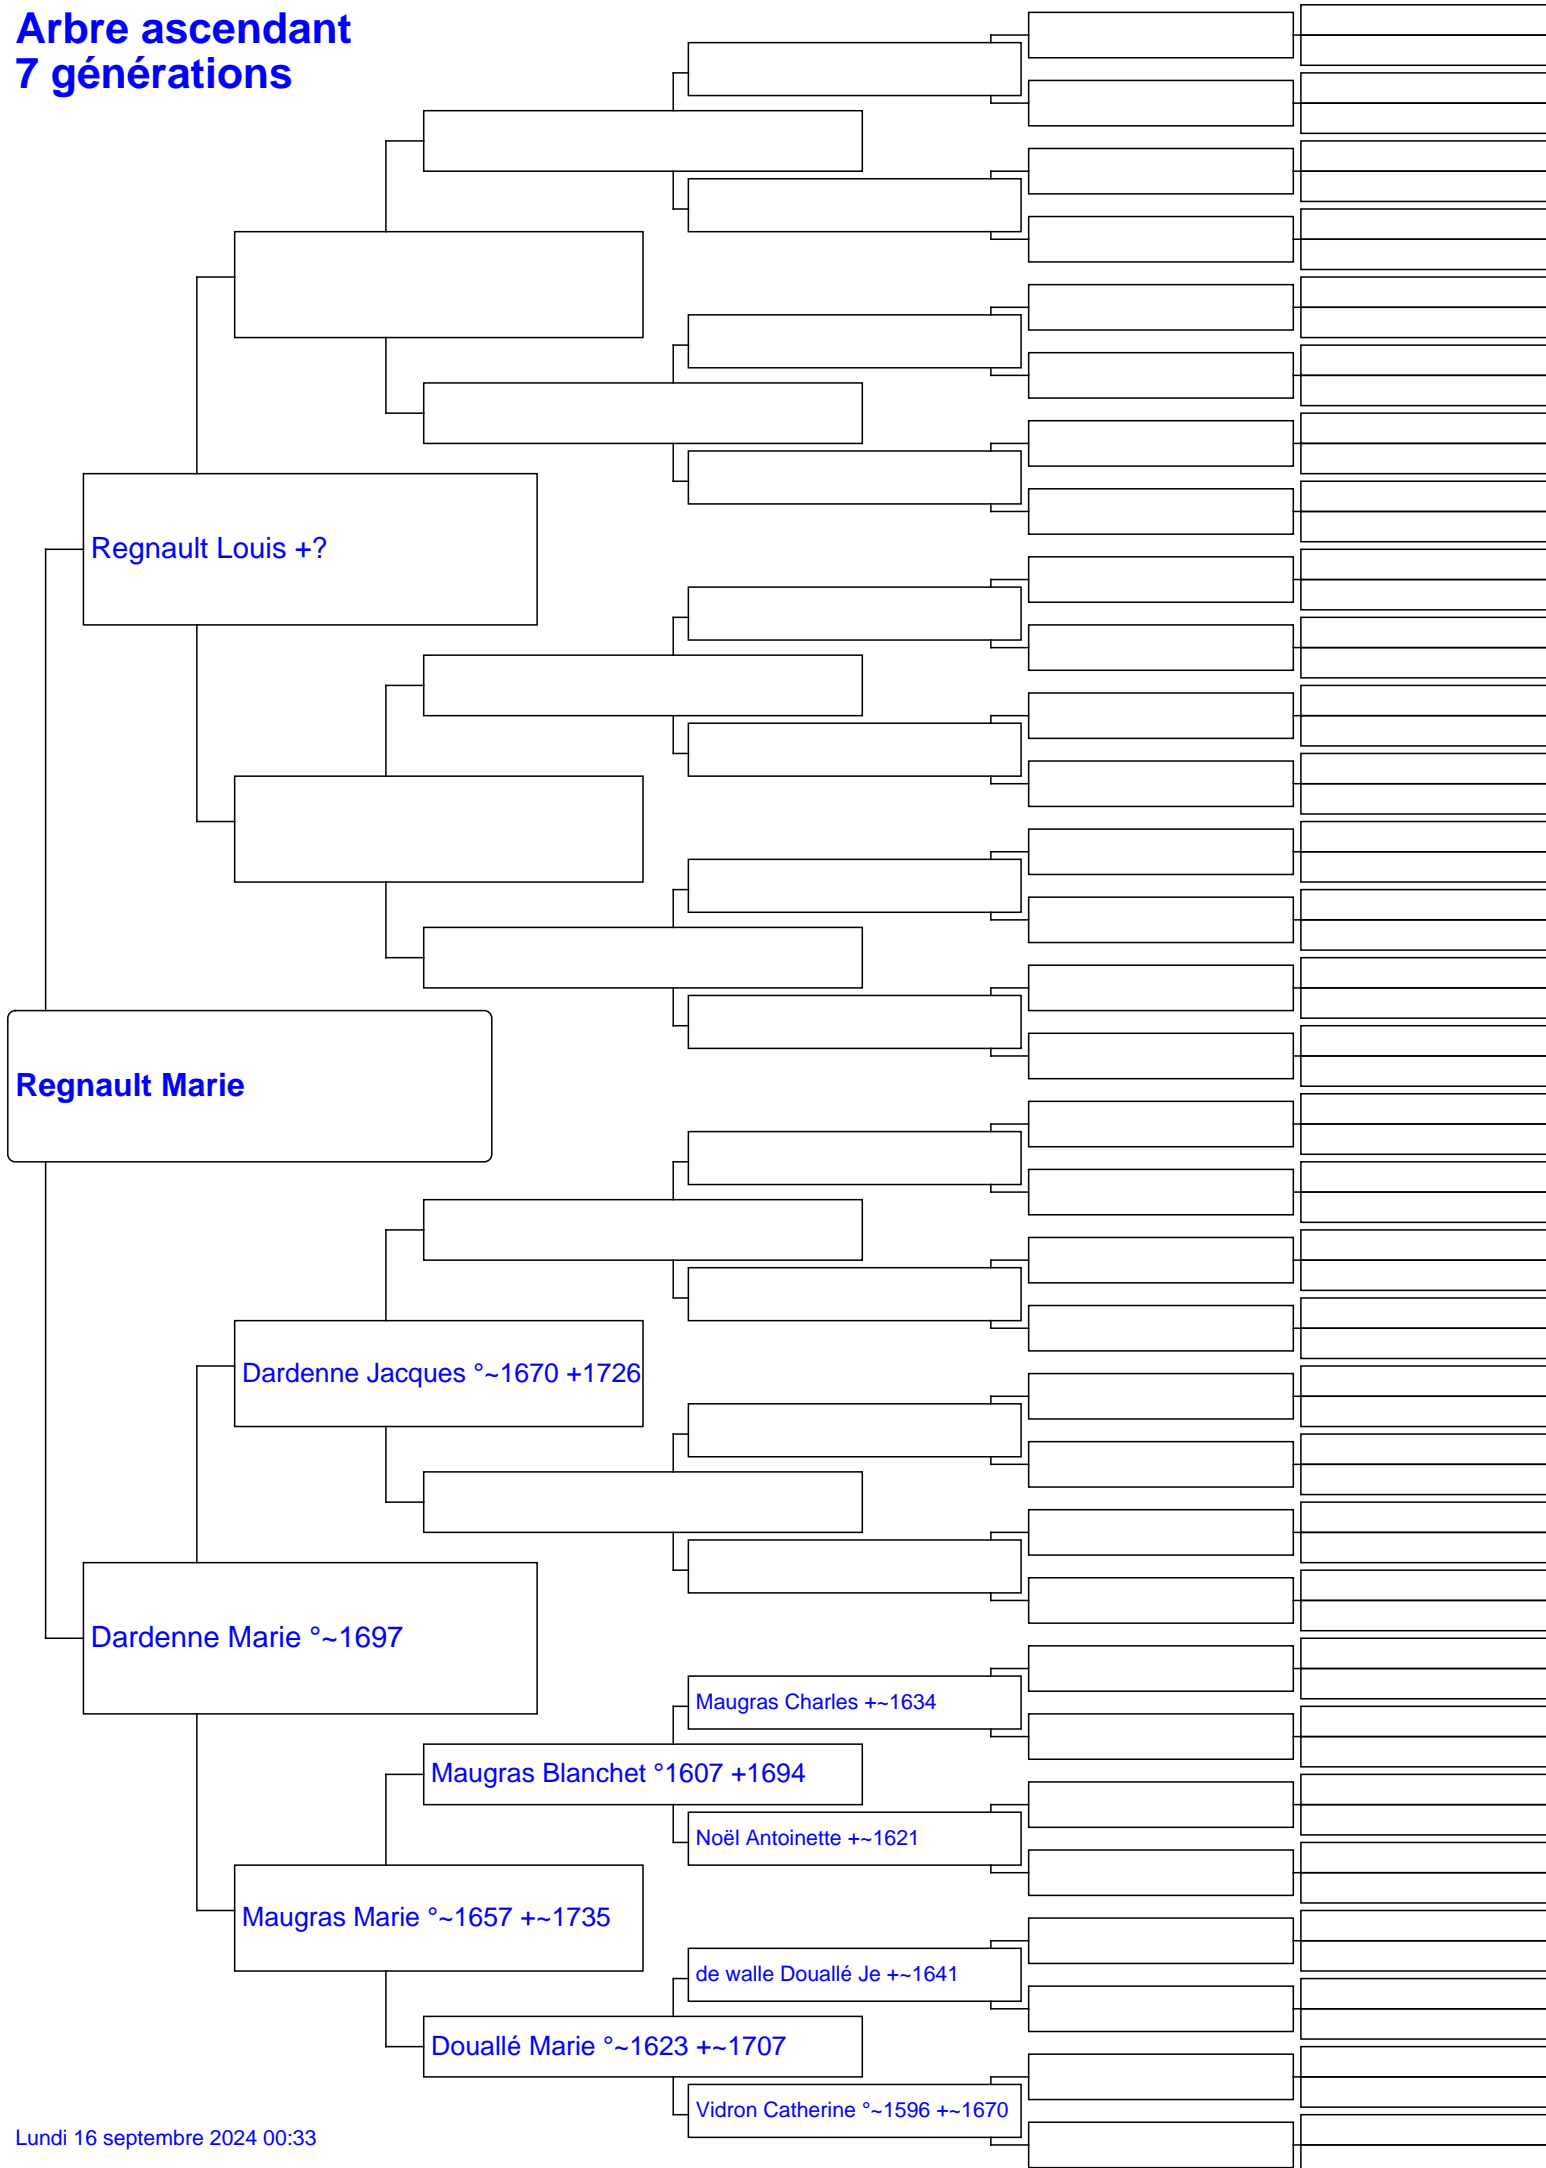 Arbre ascendant
7 générations
Regnault Louis +?
Regnault Marie
Dardenne Jacques °~1670 +1726
Dardenne Marie °~1697
Maugras Charles +~1634
Maugras Blanchet °1607 +1694
Noël Antoinette +~1621
Maugras Marie °~1657 +~1735
de walle Douallé Je +~1641
Douallé Marie °~1623 +~1707
Vidron Catherine °~1596 +~1670
Lundi 16 septembre 2024 00:33